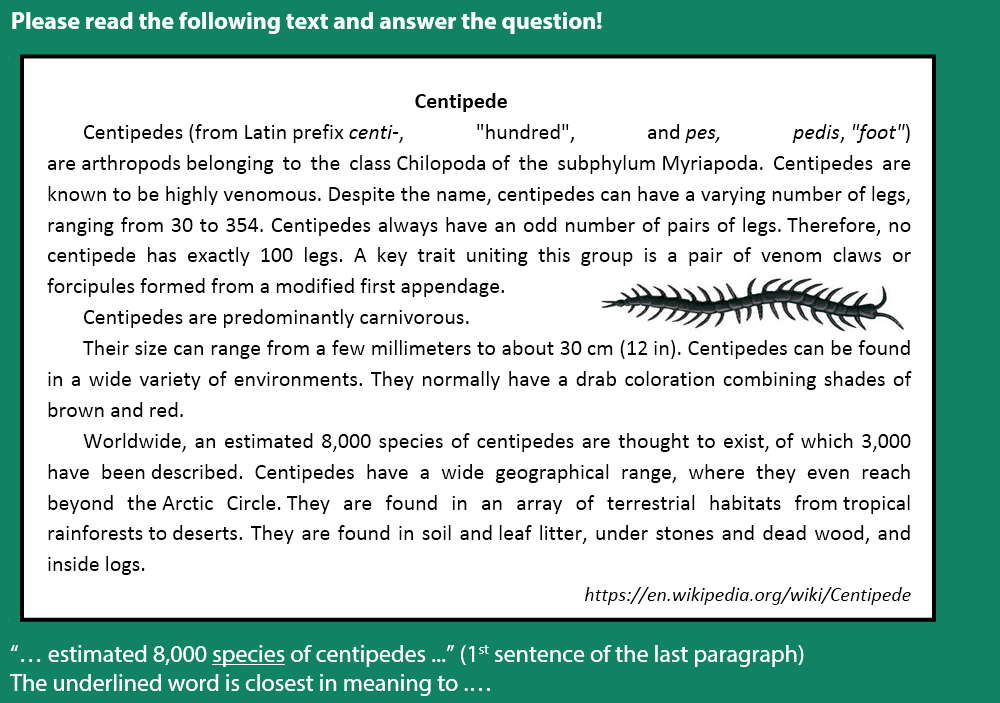 Please read the following text and answer the question!
Centipede
Centipedes (from Latin prefix centi-, "hundred", and pes, pedis, "foot")
are arthropods belonging to the class Chilopoda of the subphylum Myriapoda. Centipedes are
known to be highly venomous. Despite the name, centipedes can have a varying number of legs,
ranging from 30 to 354. Centipedes always have an odd number of pairs of legs. Therefore, no
centipede has exactly 100 legs. A key trait uniting this group is a pair of venom claws or
forcipules formed from a modified first appendage.
Centipedes are predominantly carnivorous.
Their size can range from a few millimeters to about 30 cm (12 in). Centipedes can be found
in a wide variety of environments. They normally have a drab coloration combining shades of
brown and red.
Worldwide, an estimated 8,000 species of centipedes are thought to exist, of which 3,000
have been described. Centipedes have a wide geographical range, where they even reach
beyond the Arctic Circle. They are found in an array of terrestrial habitats from tropical
rainforests to deserts. They are found in soil and leaf litter, under stones and dead wood, and
inside logs.
https://en.wikipedia.org/wiki/Centipede
“… estimated 8,000 species of centipedes ...” (1st sentence of the last paragraph)
The underlined word is closest in meaning to ….